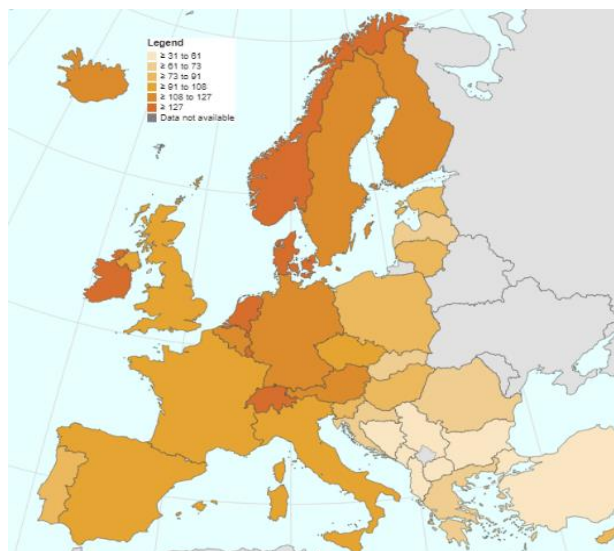 Legend
≥ 31 to 61
≥ 61 to 73
≥ 73 to 91
≥ 91 to 108
≥ 108 to 127
≥ 127
Data not available